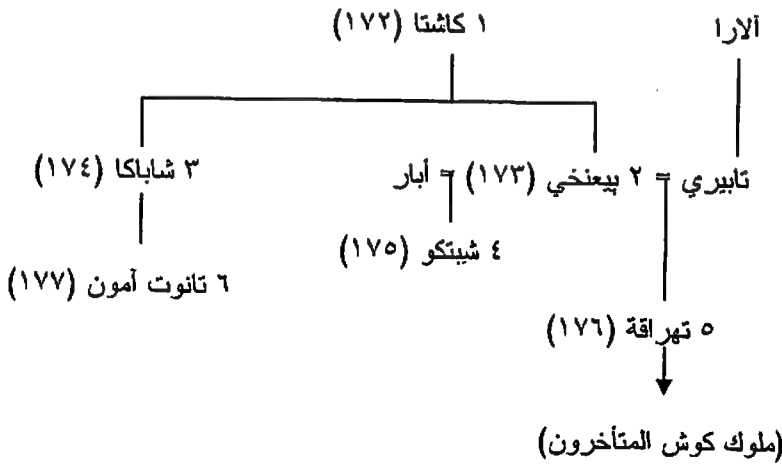 آلارا
١ كاشتا (١٧٢)
تابيري = ٢ بيعنخي (١٧٣) = أبار
٣ شاباكا (١٧٤)
٤ شيبتكو (١٧٥)
٦ تانوت آمون (١٧٧)
٥ تهراقة (١٧٦)
(ملوك كوش المتأخرون)